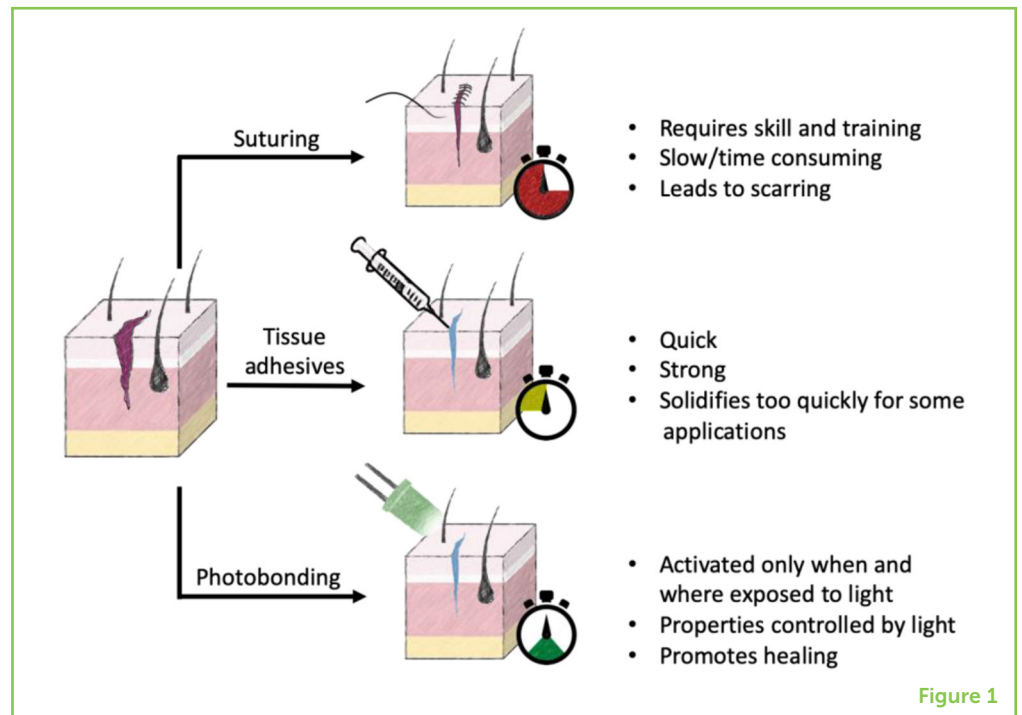 Suturing
• Requires skill and training
• Slow/time consuming
• Leads to scarring
Tissue
adhesives
• Quick
• Strong
• Solidifies too quickly for some
applications
Photobonding
• Activated only when and
where exposed to light
• Properties controlled by light
• Promotes healing
Figure 1